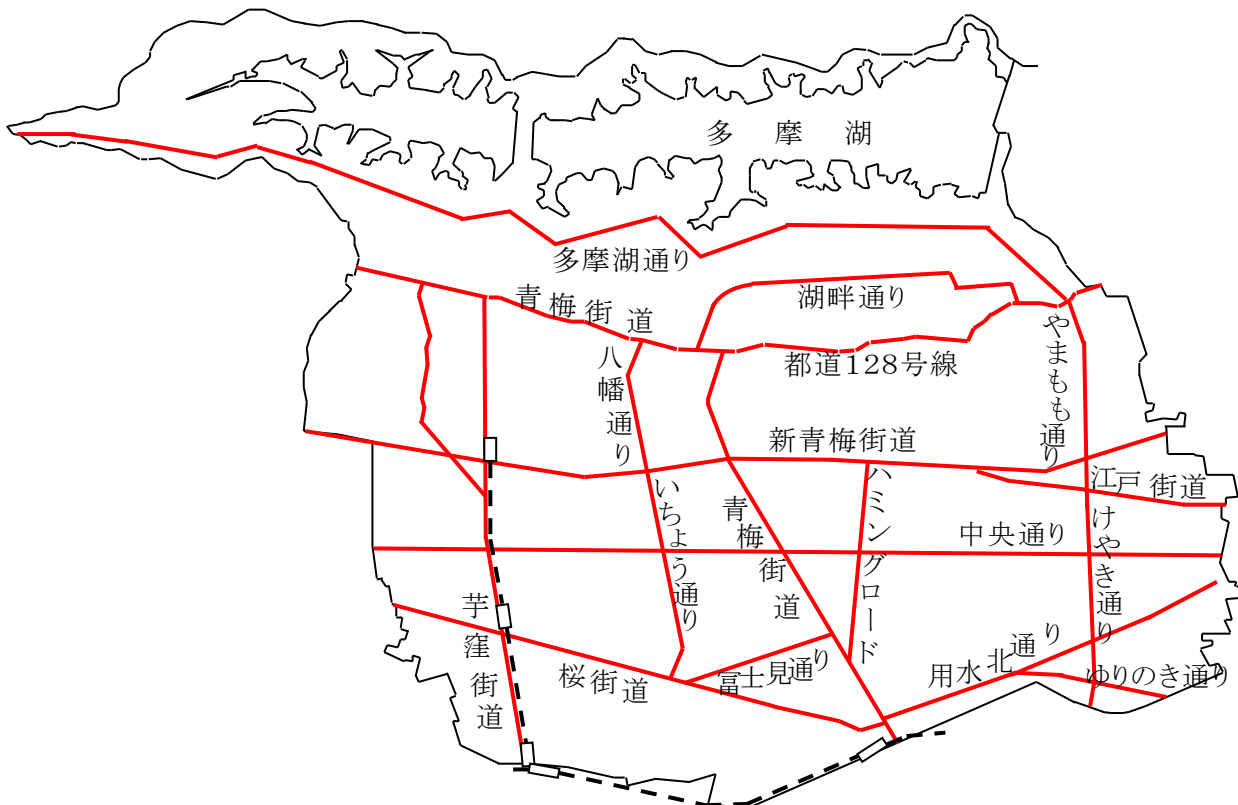 多摩湖
多摩湖通り
青梅街道
湖畔通り
八幡通り
都道128号線
やまもも通り
新青梅街道
江戸街道
いちょう通り
青梅街道
ハミングロード
中央通り
けやき通り
芋窪街道
桜街道
富士見通り
用水北通り
ゆりのき通り